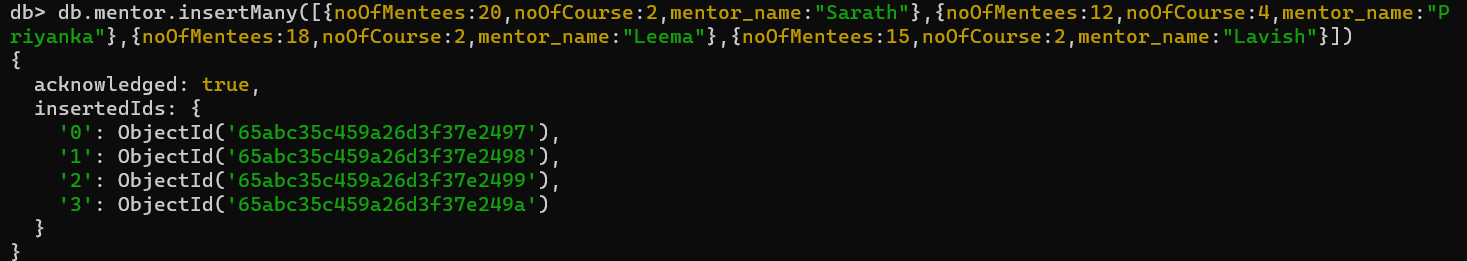 db> db.mentor.insertMany([{noOfMentees:20,noOfCourse:2,mentor_name:"Sarath"},{noOfMentees:12,noOfCourse:4,mentor_name:"P
riyanka"},{noOfMentees:18,noOfCourse:2,mentor_name:"Leema"},{noOfMentees:15,noOfCourse:2,mentor_name:"Lavish"}])
{
  acknowledged: true,
  insertedIds: {
    '0': ObjectId('65abc35c459a26d3f37e2497'),
    '1': ObjectId('65abc35c459a26d3f37e2498'),
    '2': ObjectId('65abc35c459a26d3f37e2499'),
    '3': ObjectId('65abc35c459a26d3f37e249a')
  }
}